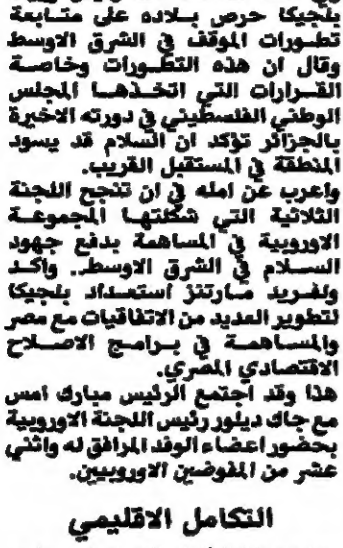 بلجيكا حرص بلاده على متابعة
تطورات الموقف في الشرق الاوسط
وقال ان هذه التطورات وخاصة
القرارات التي اتخذها المجلس
الوطني الفلسطيني في دورته الاخيرة
بالجزائر تؤكد ان السلام قد يسود
المنطقة في المستقبل القريب.
واعرب عن امله في ان تنجح اللجنة
الثلاثية التي شكلتها المجموعة
الاوروبية في المساهمة بدفع جهود
السلام في الشرق الاوسط.. واكد
ولفريد مارتنز استعداد بلجيكا
لتطوير العديد من الاتفاقيات مع مصر
والمساهمة في برامج الاصلاح
الاقتصادي المصري.
هذا وقد اجتمع الرئيس مبارك امس
مع جاك ديلور رئيس اللجنة الاوروبية
بحضور اعضاء الوفد المرافق له واثني
عشر من المفوضين الاوروبيين.
التكامل الاقليمي